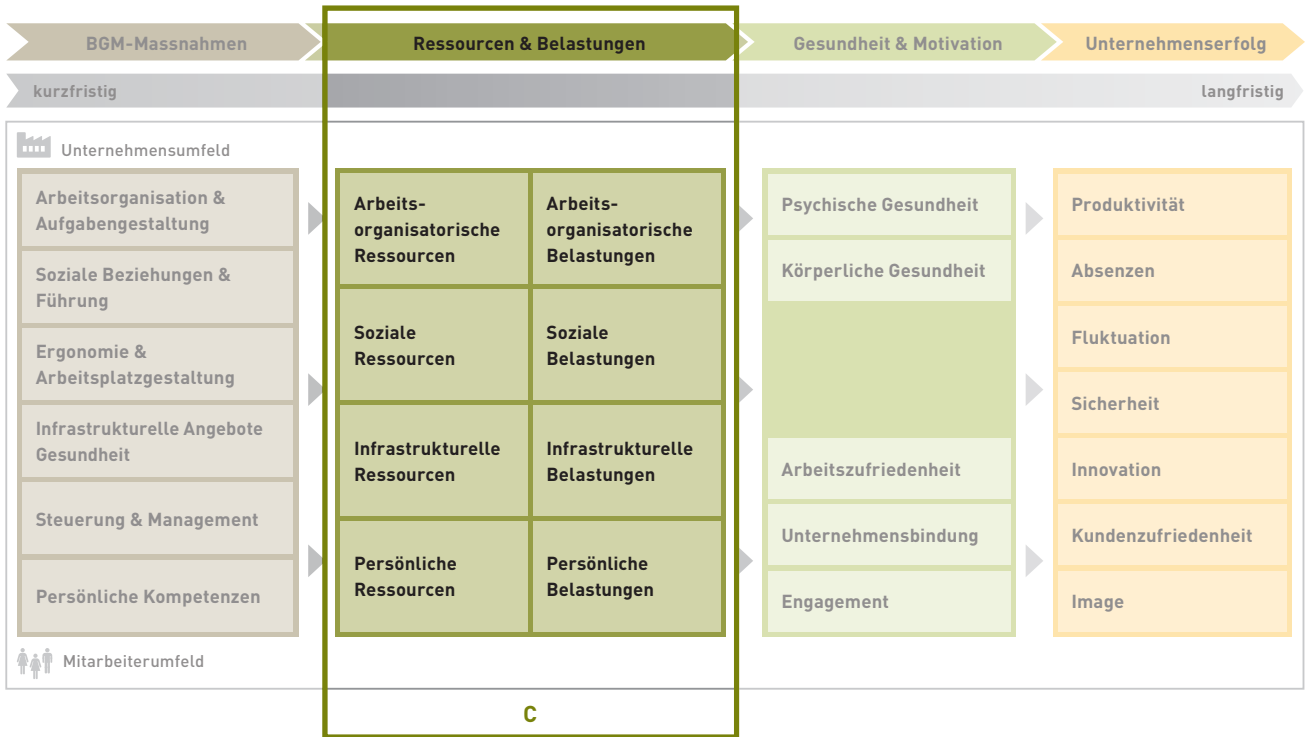 BGM-Massnahmen
Ressourcen & Belastungen
Gesundheit & Motivation
Unternehmenserfolg
kurzfristig
langfristig
Unternehmensumfeld
Arbeitsorganisation &
Aufgabengestaltung
Soziale Beziehungen &
Führung
Ergonomie &
Arbeitsplatzgestaltung
Infrastrukturelle Angebote
Gesundheit
Steuerung & Management
Persönliche Kompetenzen
Arbeits-
organisatorische
Ressourcen
Arbeits-
organisatorische
Belastungen
Soziale
Ressourcen
Soziale
Belastungen
Infrastrukturelle
Ressourcen
Infrastrukturelle
Belastungen
Persönliche
Ressourcen
Persönliche
Belastungen
Psychische Gesundheit
Körperliche Gesundheit
Arbeitszufriedenheit
Unternehmensbindung
Engagement
Produktivität
Absenzen
Fluktuation
Sicherheit
Innovation
Kundenzufriedenheit
Image
Mitarbeiterumfeld
C